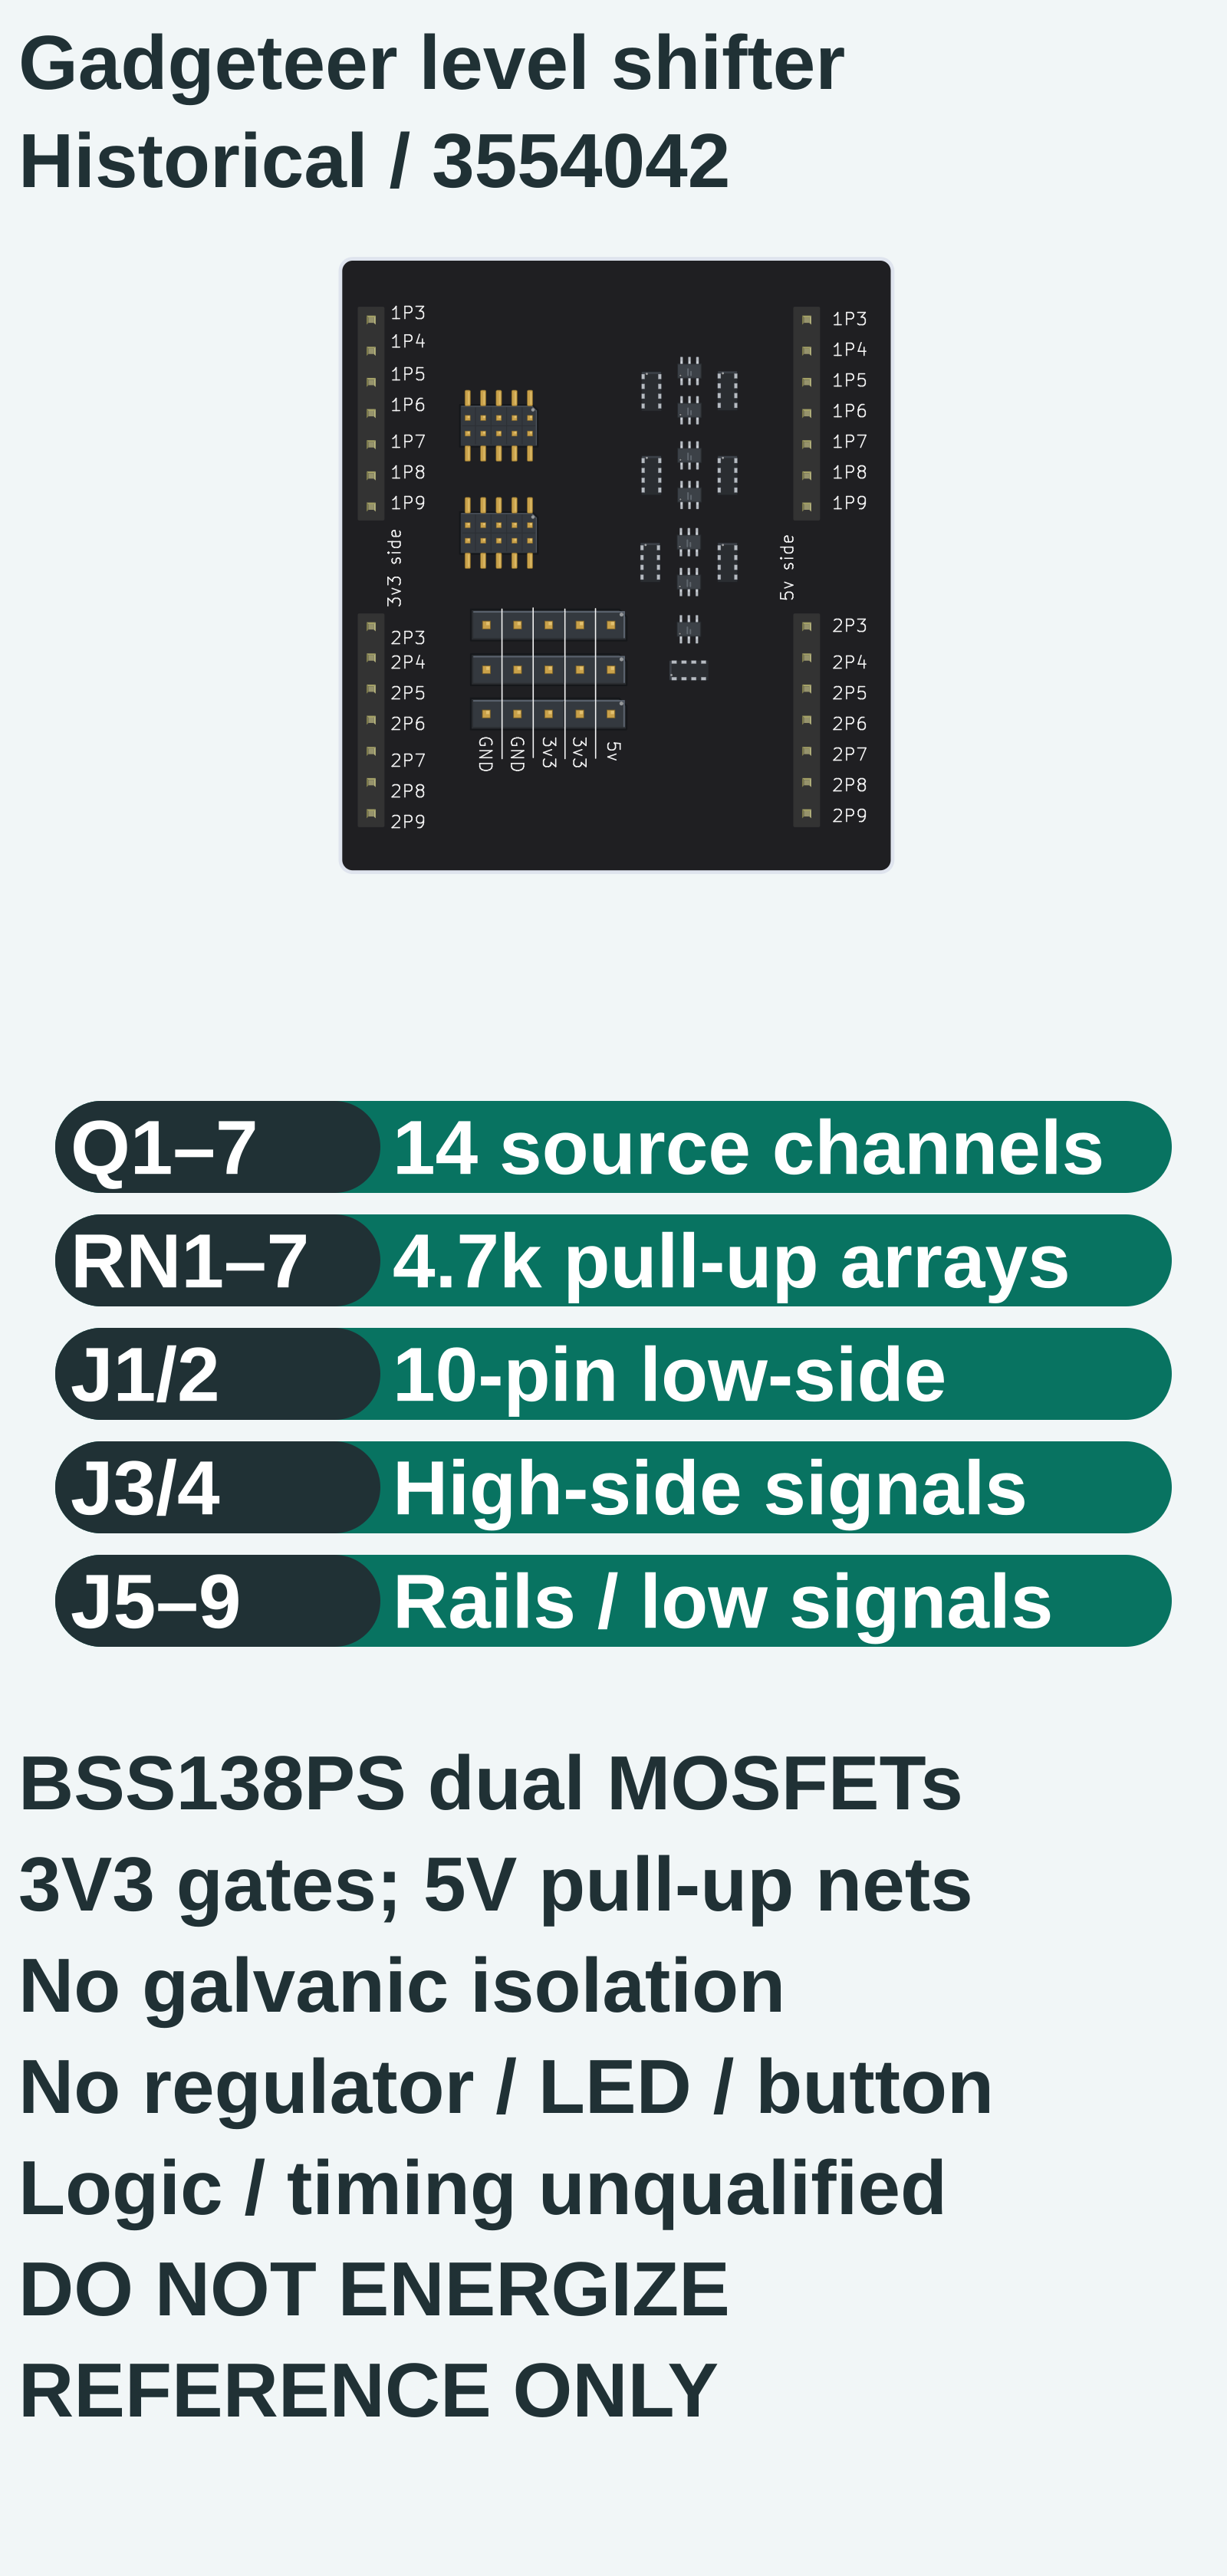 Gadgeteer level shifter
Historical / 3554042
1P3
1P4
1P5
1P6
1P7
1P8
1P9
3v3 side
2P3
2P4
2P5
2P6
2P7
2P8
2P9
GND
GND
3v3
3v3
5v
1P3
1P4
1P5
1P6
1P7
1P8
1P9
5v side
2P3
2P4
2P5
2P6
2P7
2P8
2P9
Q1–7 14 source channels
RN1–7 4.7k pull-up arrays
J1/2 10-pin low-side
J3/4 High-side signals
J5–9 Rails / low signals
BSS138PS dual MOSFETs
3V3 gates; 5V pull-up nets
No galvanic isolation
No regulator / LED / button
Logic / timing unqualified
DO NOT ENERGIZE
REFERENCE ONLY